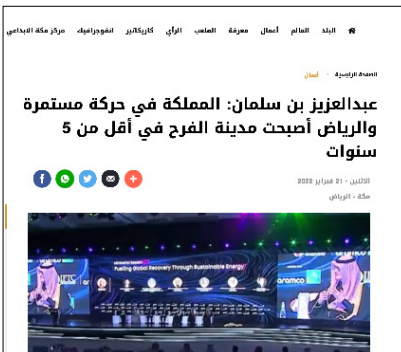 البلد العالم أعمال معرفة الملعب الرأي كاريكاتير انفوجرافيك مركز مكة الابداعي
الصفحة الرئيسية - أعمال
عبدالعزيز بن سلمان: المملكة في حركة مستمرة
والرياض أصبحت مدينة الفرح في أقل من 5
سنوات
الاثنين - 21 فبراير 2022
مكة - الرياض
Fueling Global Recovery Through Sustainable Energy
aramco